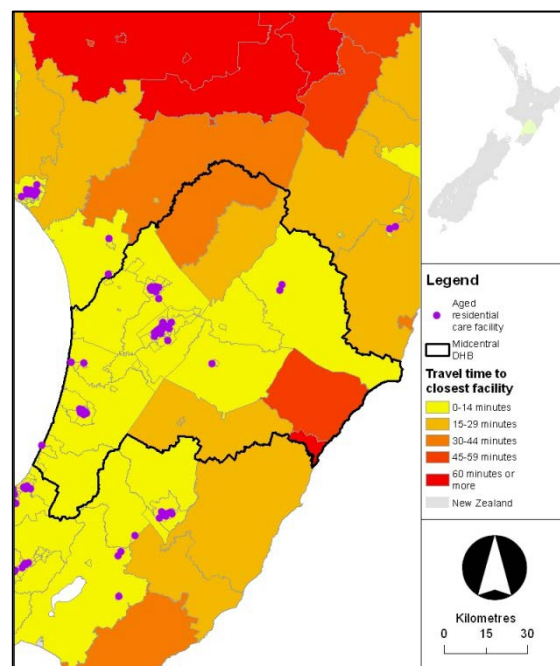 Legend
Aged
residential
care facility
Midcentral
DHB
Travel time to
closest facility
0-14 minutes
15-29 minutes
30-44 minutes
45-59 minutes
60 minutes or
more
New Zealand
Kilometres
0 15 30